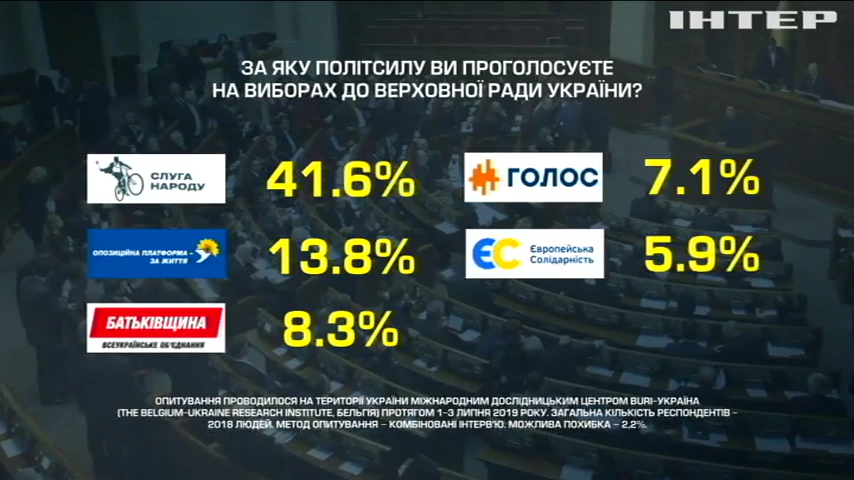 ІНТЕР
ЗА ЯКУ ПОЛІТСИЛУ ВИ ПРОГОЛОСУЄТЕ
НА ВИБОРАХ ДО ВЕРХОВНОЇ РАДИ УКРАЇНИ?
СЛУГА
НАРОДУ
41.6%
ОПОЗИЦІЙНА ПЛАТФОРМА –
ЗА ЖИТТЯ
13.8%
БАТЬКІВЩИНА
ВСЕУКРАЇНСЬКЕ ОБ'ЄДНАННЯ
8.3%
ГОЛОС
7.1%
ЄС
Європейська
Солідарність
5.9%
ОПИТУВАННЯ ПРОВОДИЛОСЯ НА ТЕРИТОРІЇ УКРАЇНИ МІЖНАРОДНИМ ДОСЛІДНИЦЬКИМ ЦЕНТРОМ BURI-УКРАЇНА
(THE BELGIUM-UKRAINE RESEARCH INSTITUTE, БЕЛЬГІЯ) ПРОТЯГОМ 1–3 ЛИПНЯ 2019 РОКУ. ЗАГАЛЬНА КІЛЬКІСТЬ РЕСПОНДЕНТІВ –
2018 ЛЮДЕЙ. МЕТОД ОПИТУВАННЯ – КОМБІНОВАНІ ІНТЕРВ'Ю. МОЖЛИВА ПОХИБКА – 2,2%.